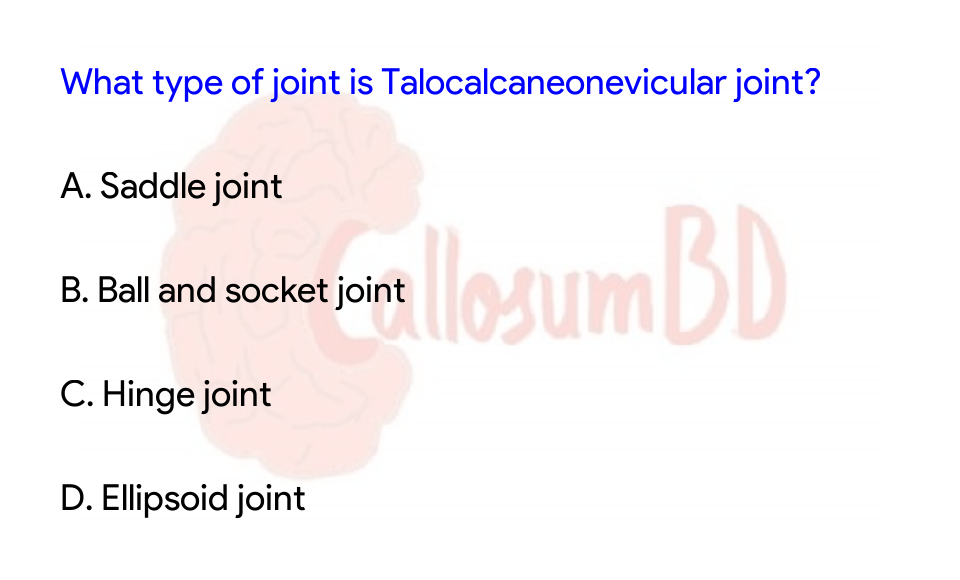 What type of joint is Talocalcaneonevicular joint?
A. Saddle joint
B. Ball and socket joint
CallosumBD
C. Hinge joint
D. Ellipsoid joint